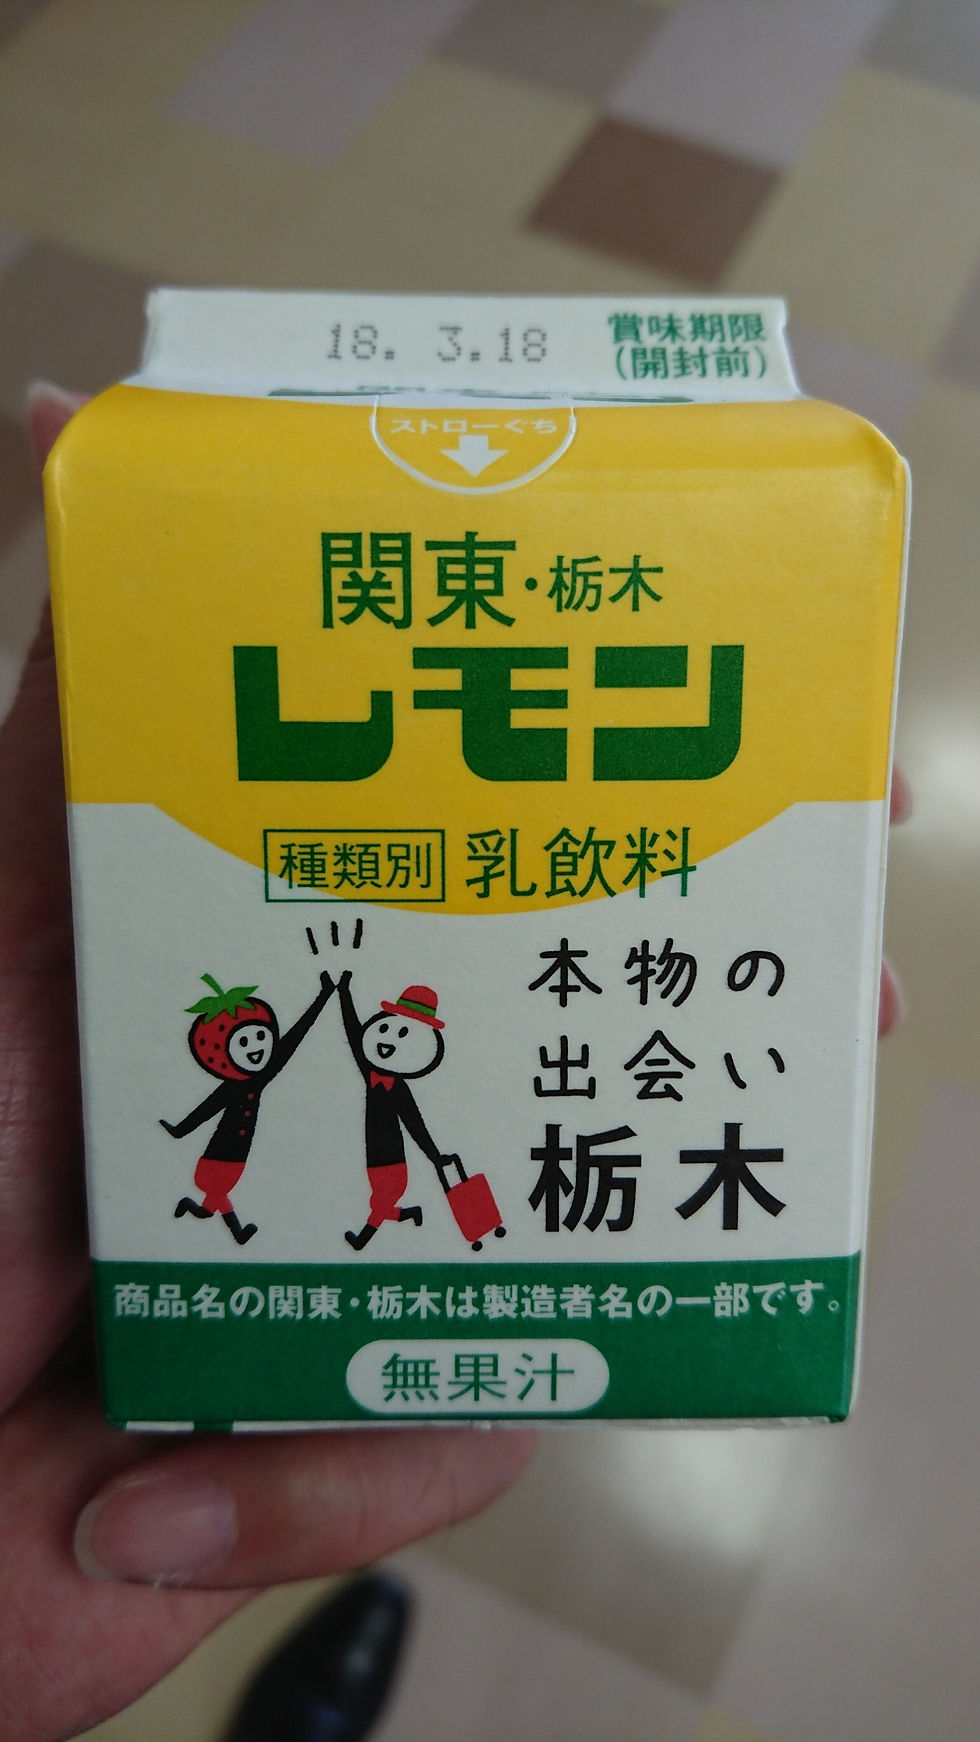 18. 3.18
賞味期限
(開封前)
ストローぐち
関東・栃木
レモン
種類別 乳飲料
本物の
出会い
栃木
商品名の関東・栃木は製造者名の一部です。
無果汁